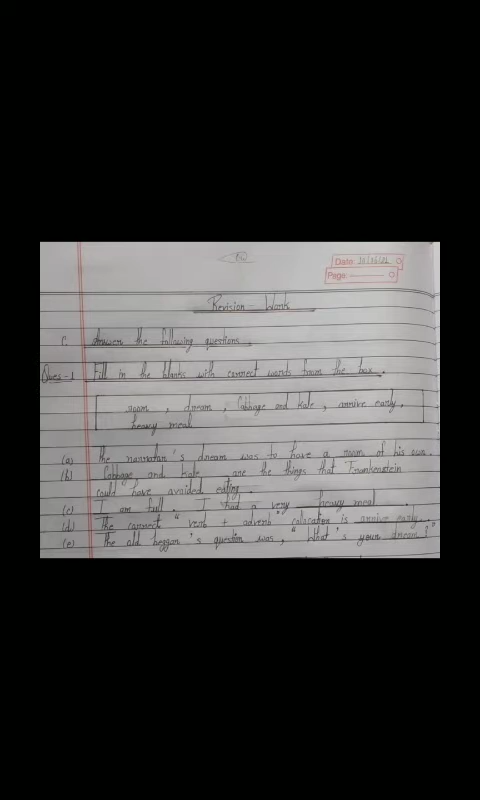 CW
Date:
Page:
Revision - Work
C. Answer the following questions.
Ques-1 Fill in the blanks with correct words from the box.
room, dream, Cabbage and Kale, arrive early,
heavy meal
(a) the narrator's dream was to have a room of his own.
(b) Cabbage and Kale are the things that Frankenstein
could have avoided eating.
(c) I am full. I had a very heavy meal.
(d) The correct "verb + adverb" colocation is arrive early.
(e) The old beggar's question was, "What's your dream?"